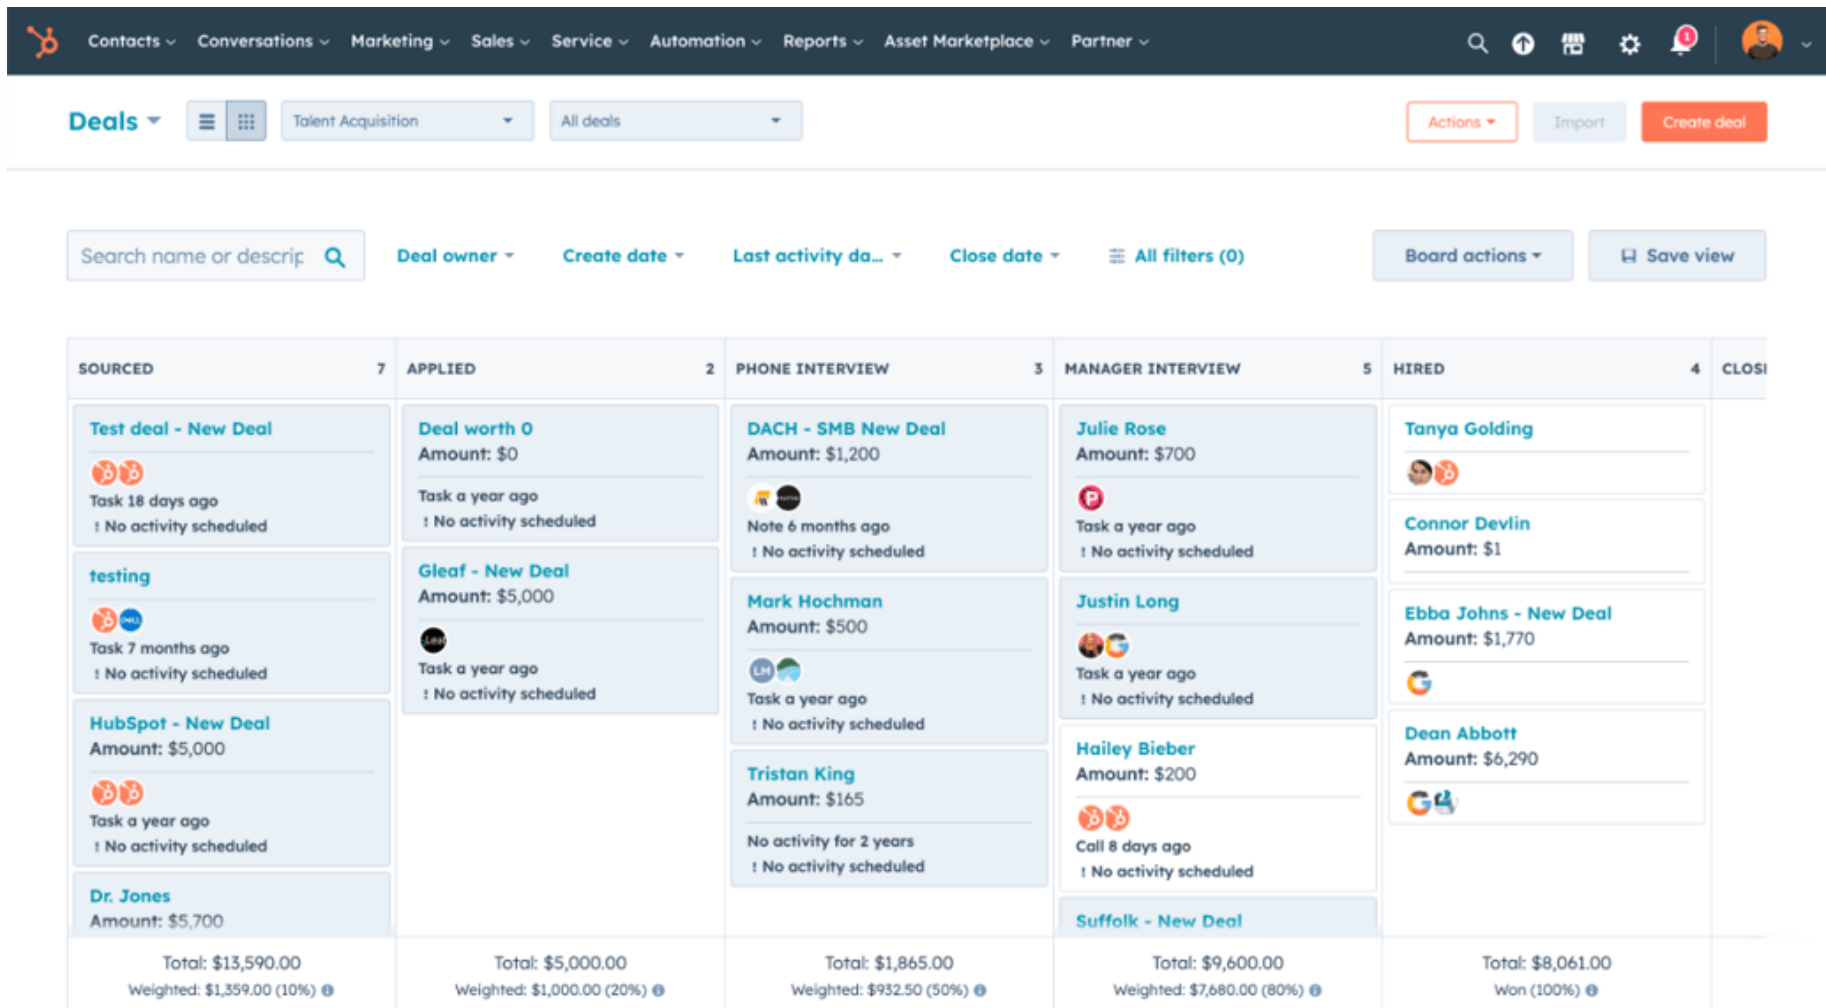 Contacts Conversations Marketing Sales Service Automation Reports Asset Marketplace Partner 1
Deals Talent Acquisition All deals Actions Import Create deal
Search name or descrip Deal owner Create date Last activity da... Close date All filters (0) Board actions Save view
SOURCED 7 APPLIED 2 PHONE INTERVIEW 3 MANAGER INTERVIEW 5 HIRED 4 CLOSI
Test deal - New Deal
Task 18 days ago
! No activity scheduled
testing
DELL
Task 7 months ago
! No activity scheduled
HubSpot - New Deal
Amount: $5,000
Task a year ago
! No activity scheduled
Dr. Jones
Amount: $5,700
Total: $13,590.00
Weighted: $1,359.00 (10%)
Deal worth 0
Amount: $0
Task a year ago
! No activity scheduled
Gleaf - New Deal
Amount: $5,000
Task a year ago
! No activity scheduled
Total: $5,000.00
Weighted: $1,000.00 (20%)
DACH - SMB New Deal
Amount: $1,200
Note 6 months ago
! No activity scheduled
Mark Hochman
Amount: $500
LM
Task a year ago
! No activity scheduled
Tristan King
Amount: $165
No activity for 2 years
! No activity scheduled
Total: $1,865.00
Weighted: $932.50 (50%)
Julie Rose
Amount: $700
P
Task a year ago
! No activity scheduled
Justin Long
G
Task a year ago
! No activity scheduled
Hailey Bieber
Amount: $200
Call 8 days ago
! No activity scheduled
Suffolk - New Deal
Total: $9,600.00
Weighted: $7,680.00 (80%)
Tanya Golding
Connor Devlin
Amount: $1
Ebba Johns - New Deal
Amount: $1,770
G
Dean Abbott
Amount: $6,290
G
Total: $8,061.00
Won (100%)